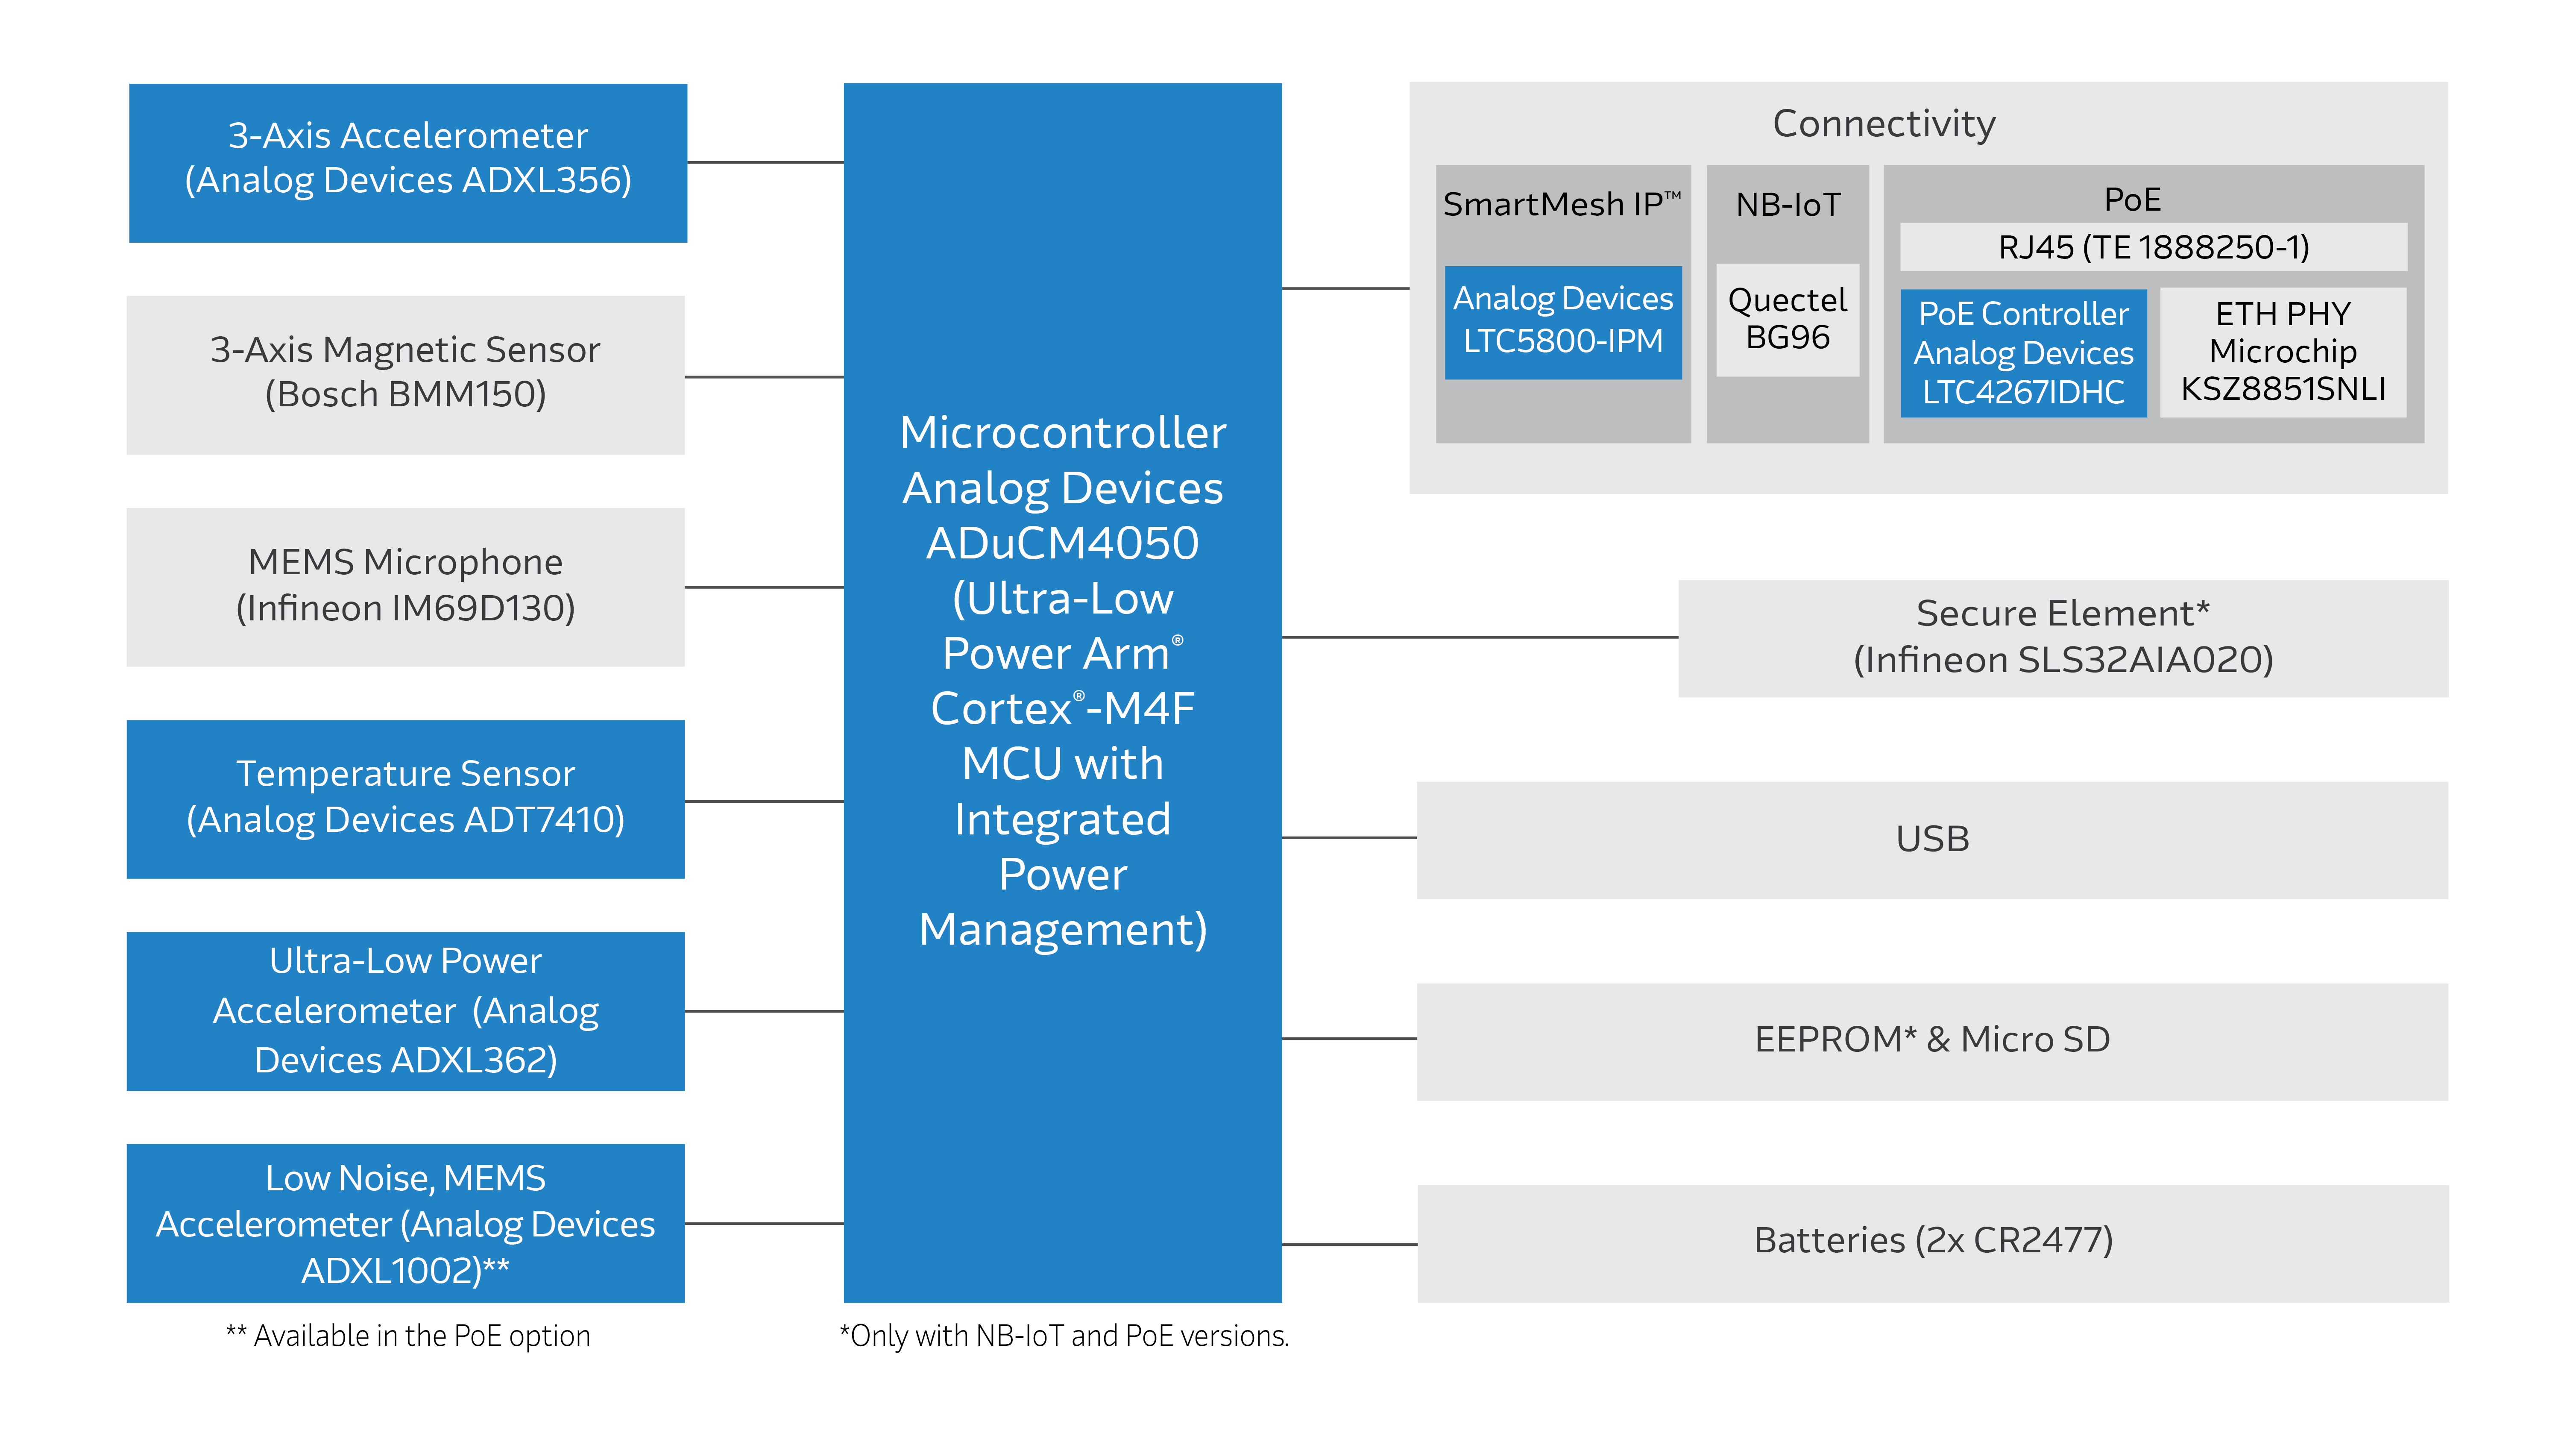 3-Axis Accelerometer
(Analog Devices ADXL356)
3-Axis Magnetic Sensor
(Bosch BMM150)
MEMS Microphone
(Infineon IM69D130)
Temperature Sensor
(Analog Devices ADT7410)
Ultra-Low Power
Accelerometer (Analog
Devices ADXL362)
Low Noise, MEMS
Accelerometer (Analog Devices
ADXL1002)**
** Available in the PoE option
Microcontroller
Analog Devices
ADuCM4050
(Ultra-Low
Power Arm®
Cortex®-M4F
MCU with
Integrated
Power
Management)
*Only with NB-IoT and PoE versions.
Connectivity
SmartMesh IP™
Analog Devices
LTC5800-IPM
NB-IoT
Quectel
BG96
PoE
RJ45 (TE 1888250-1)
PoE Controller
Analog Devices
LTC4267IDHC
ETH PHY
Microchip
KSZ8851SNLI
Secure Element*
(Infineon SLS32AIA020)
USB
EEPROM* & Micro SD
Batteries (2x CR2477)